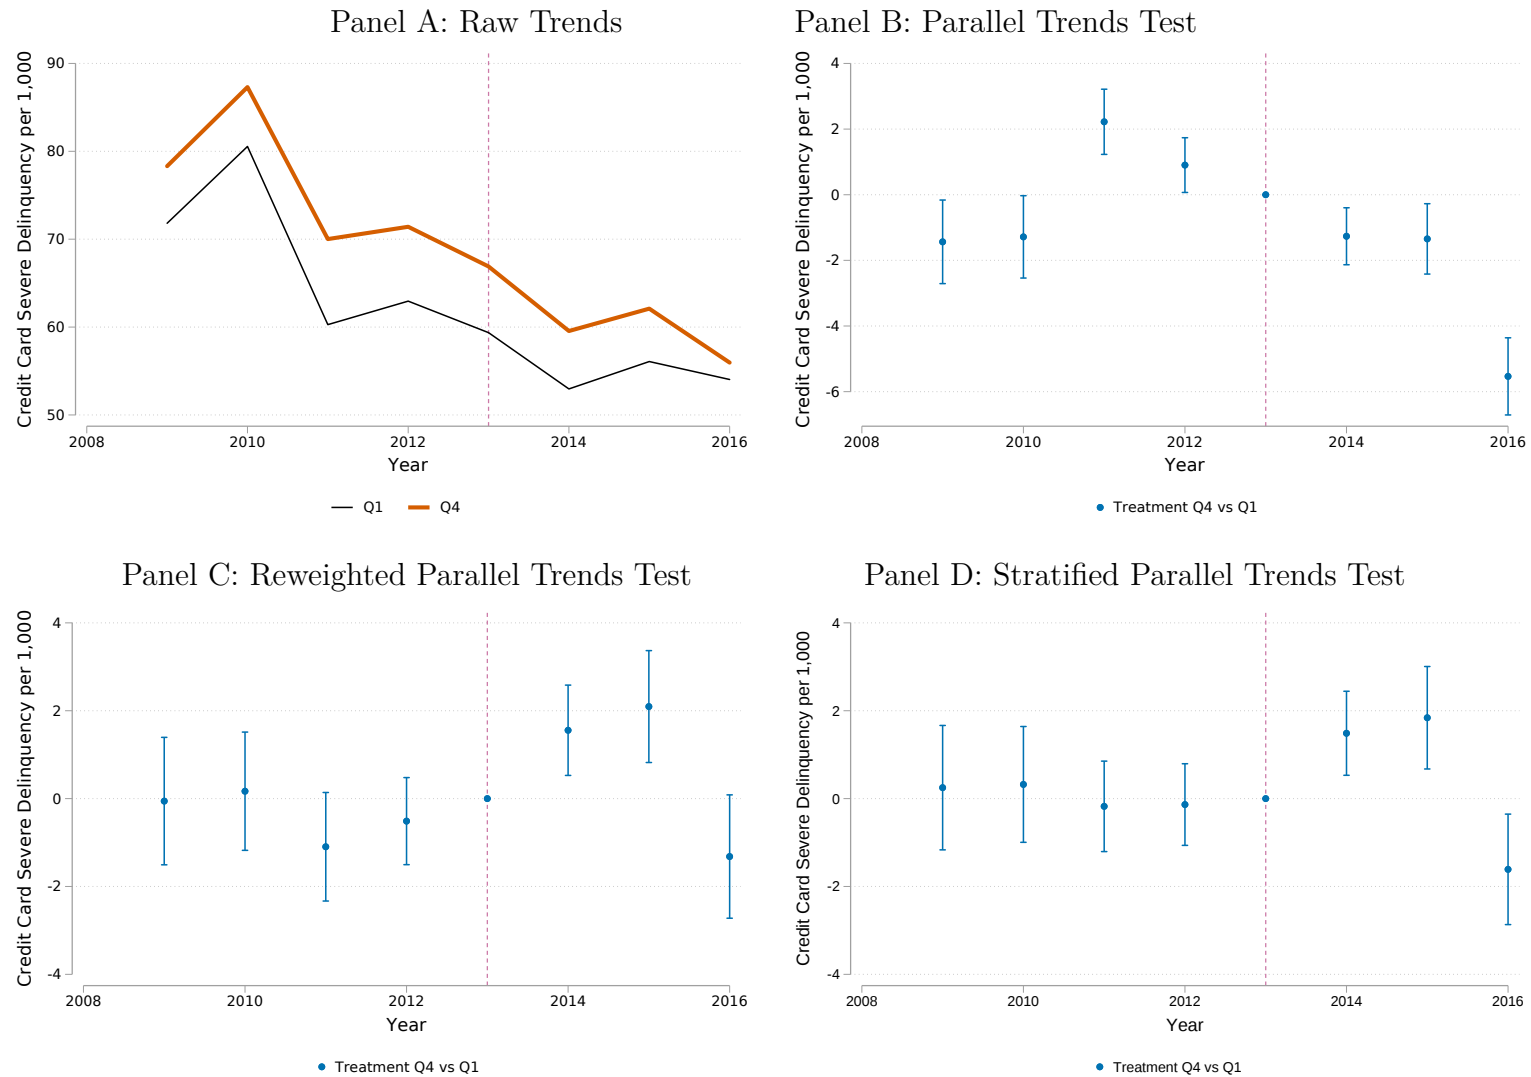 Panel A: Raw Trends
Credit Card Severe Delinquency per 1,000
90
80
70
60
50
2008 2010 2012 2014 2016
Year
Q1 Q4
Panel B: Parallel Trends Test
Credit Card Severe Delinquency per 1,000
4
2
0
-2
-4
-6
2008 2010 2012 2014 2016
Year
Treatment Q4 vs Q1
Panel C: Reweighted Parallel Trends Test
Credit Card Severe Delinquency per 1,000
4
2
0
-2
-4
2008 2010 2012 2014 2016
Year
Treatment Q4 vs Q1
Panel D: Stratified Parallel Trends Test
Credit Card Severe Delinquency per 1,000
4
2
0
-2
-4
2008 2010 2012 2014 2016
Year
Treatment Q4 vs Q1